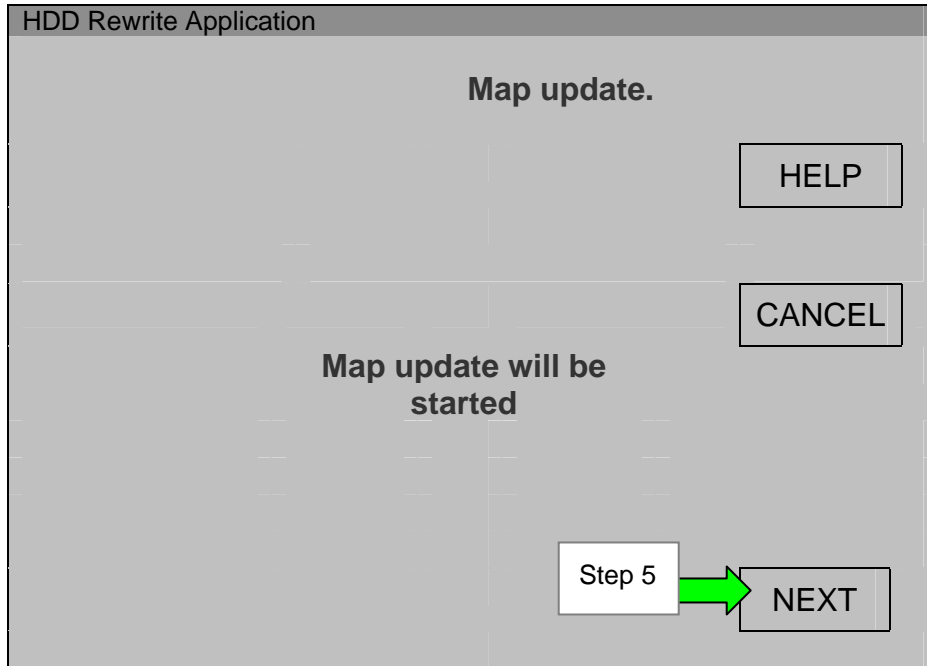 HDD Rewrite Application
Map update.
HELP
CANCEL
Map update will be
started
Step 5
NEXT